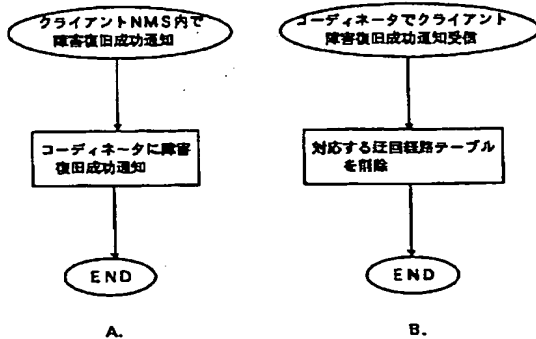 クライアントNMS内で
障害復旧成功通知
コーディネータに障害
復旧成功通知
END
A.
コーディネータでクライアント
障害復旧成功通知受信
対応する迂回経路テーブル
を削除
END
B.